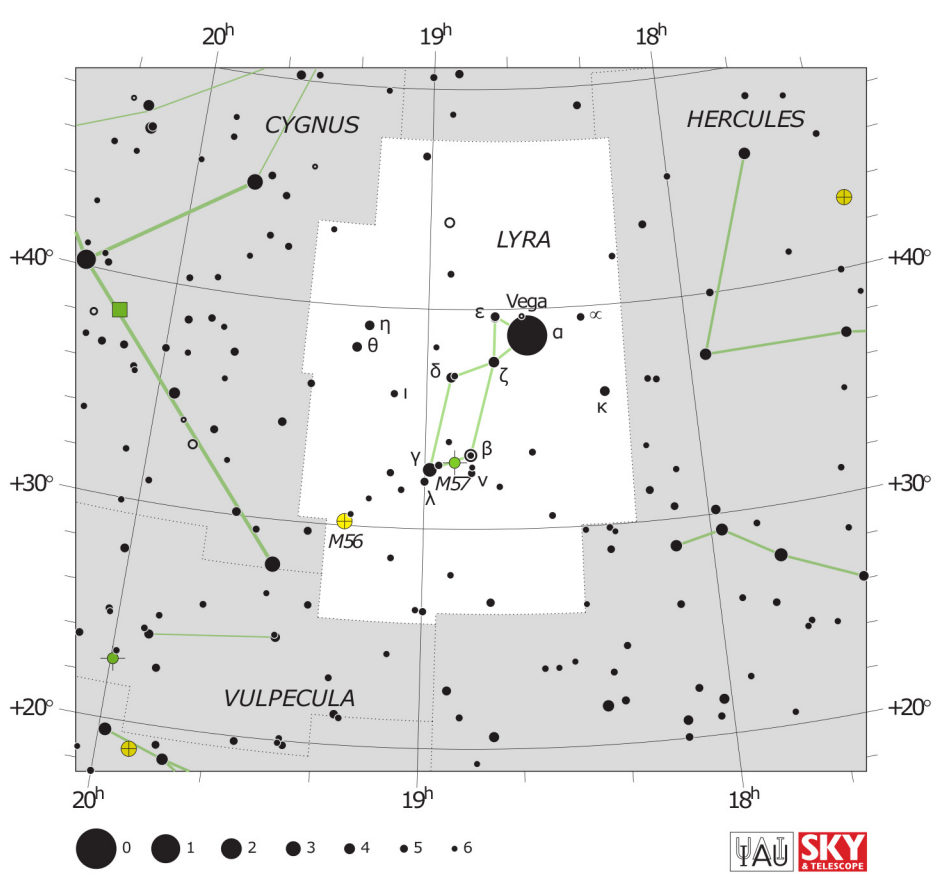 20h 19h 18h
CYGNUS
HERCULES
LYRA
+40° +40°
Vega
ε ∝
α
η
θ
δ ζ
ι
κ
β
γ
M57 ν
+30° +30°
λ
M56
VULPECULA
+20° +20°
20h 19h 18h
0 1 2 3 4 5 6
IAU
SKY
& TELESCOPE